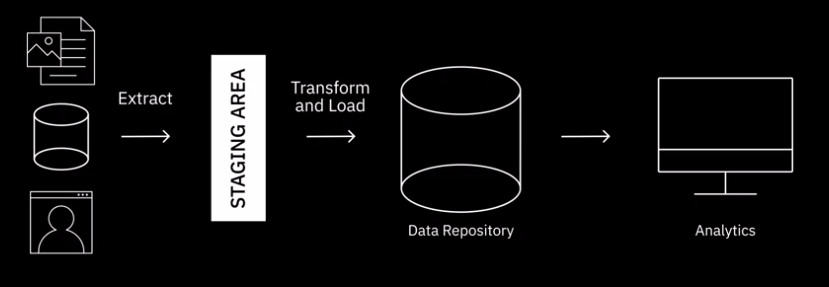 Extract
STAGING AREA
Transform
and Load
Data Repository
Analytics